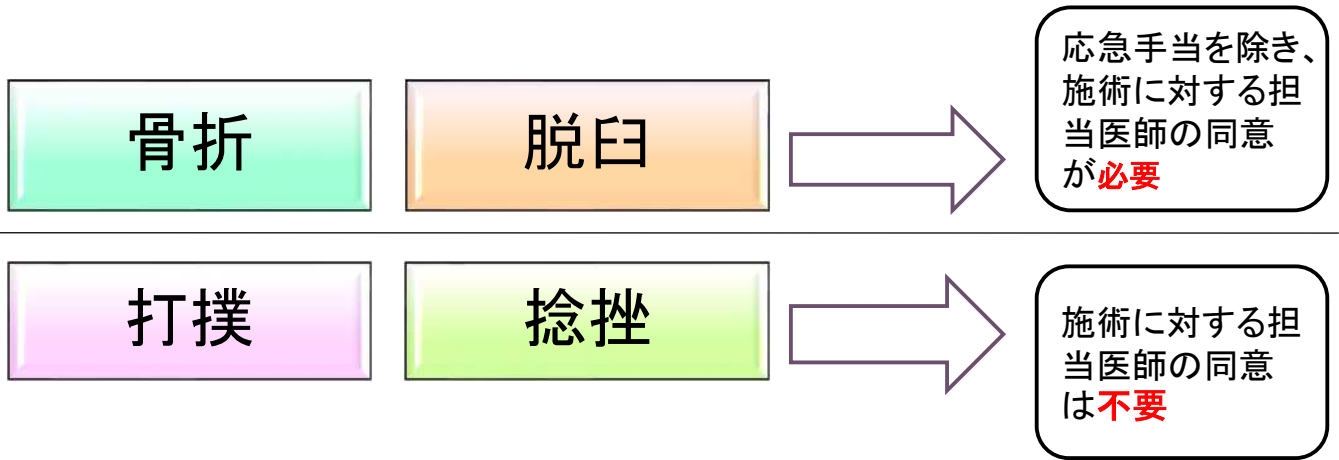 骨折
脱臼
応急手当を除き、
施術に対する担
当医師の同意
が必要
打撲
捻挫
施術に対する担
当医師の同意
は不要